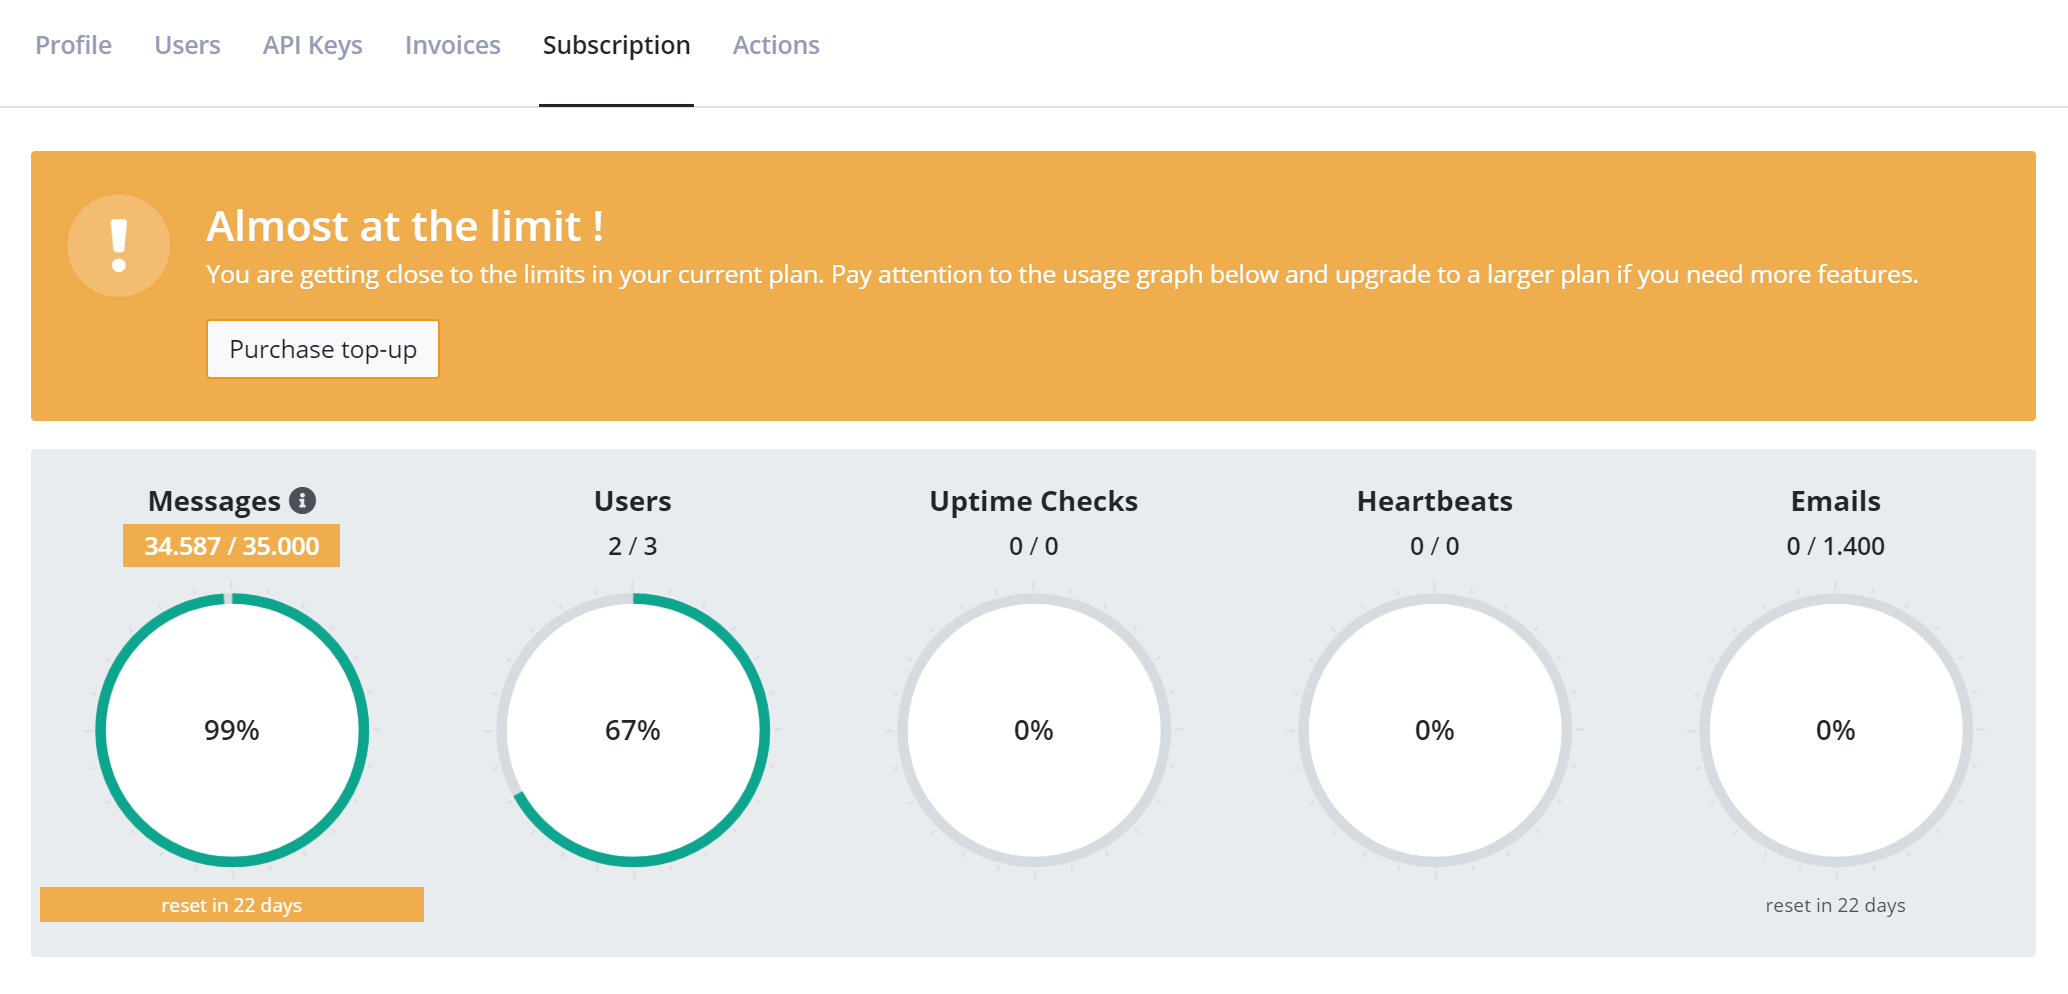 Profile Users API Keys Invoices Subscription Actions
Almost at the limit !
You are getting close to the limits in your current plan. Pay attention to the usage graph below and upgrade to a larger plan if you need more features.
Purchase top-up
Messages Users Uptime Checks Heartbeats Emails
34.587 / 35.000 2 / 3 0 / 0 0 / 0 0 / 1.400
99% 67% 0% 0% 0%
reset in 22 days reset in 22 days